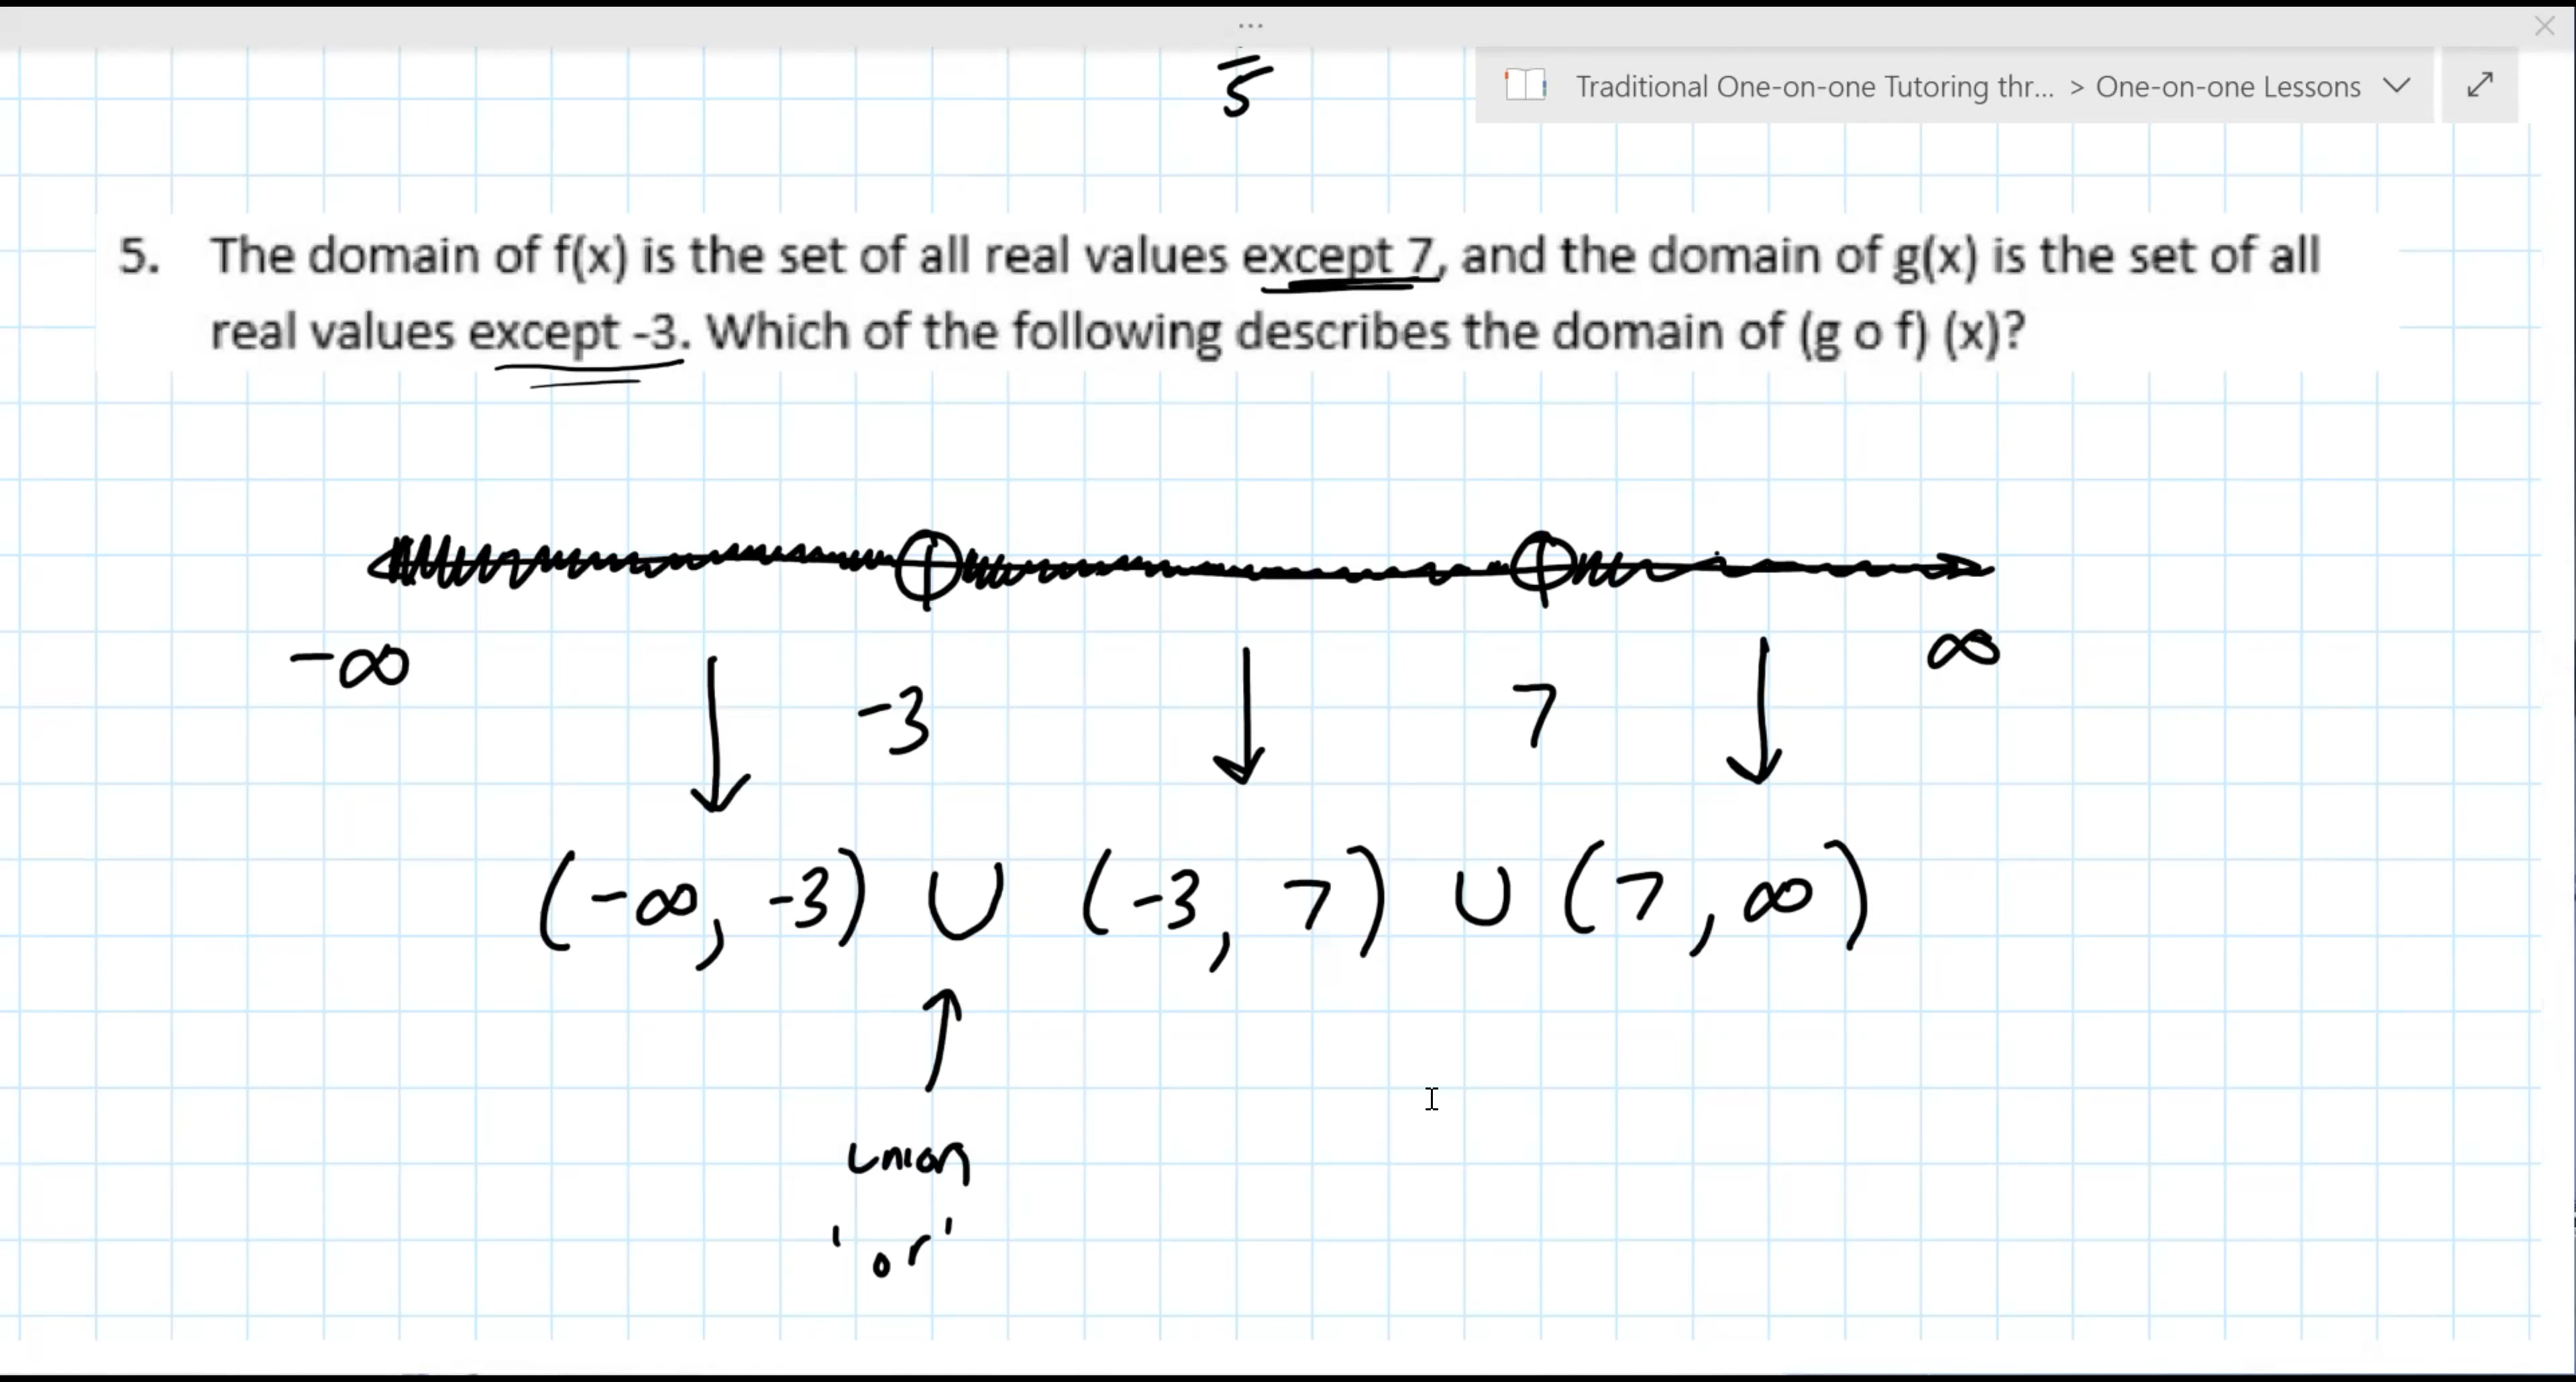 ...
5
Traditional One-on-one Tutoring thr... > One-on-one Lessons
5. The domain of f(x) is the set of all real values except 7, and the domain of g(x) is the set of all
real values except -3. Which of the following describes the domain of (g o f) (x)?
-∞ -3 7 ∞
(-∞, -3) ∪ (-3, 7) ∪ (7, ∞)
union
'or'